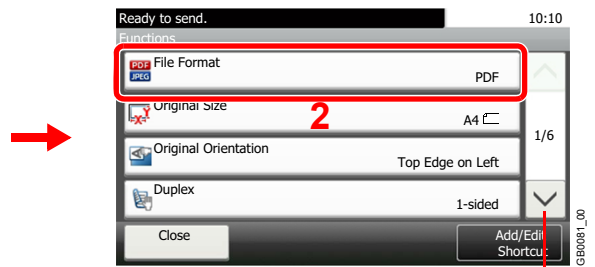 Ready to send.
10:10
Functions
PDF
JPEG
File Format
PDF
2
X
Y
Original Size
A4
1/6
Original Orientation
Top Edge on Left
Duplex
1-sided
Close
Add/Edit
Shortcut
GB0081_00